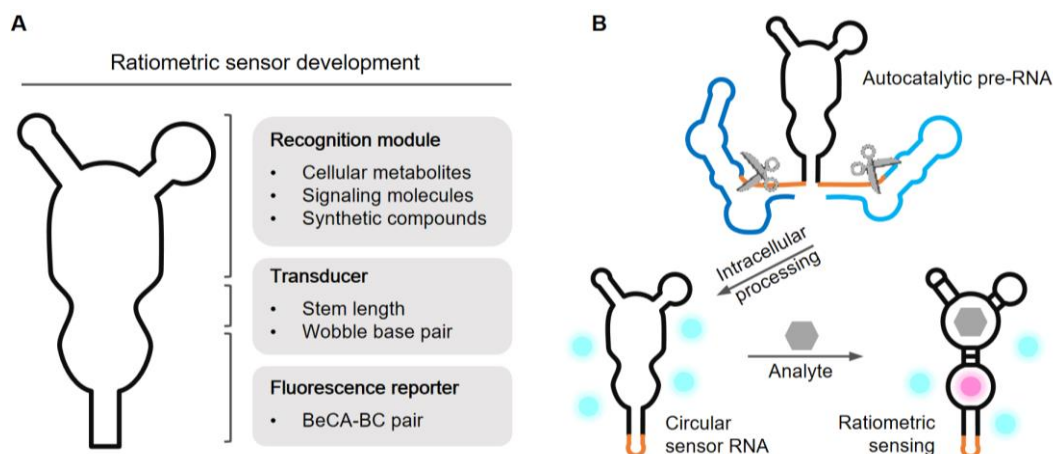 A
Ratiometric sensor development
Recognition module
• Cellular metabolites
• Signaling molecules
• Synthetic compounds
Transducer
• Stem length
• Wobble base pair
Fluorescence reporter
• BeCA-BC pair
B
Autocatalytic pre-RNA
Intracellular
processing
Analyte
Circular
sensor RNA
Ratiometric
sensing